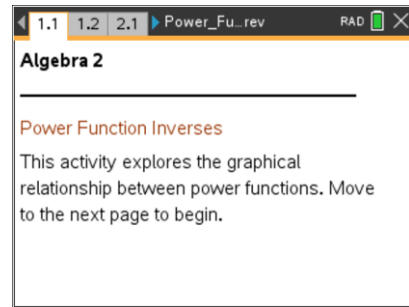 1.1 1.2 2.1 Power_Fu...rev RAD
Algebra 2
Power Function Inverses
This activity explores the graphical
relationship between power functions. Move
to the next page to begin.